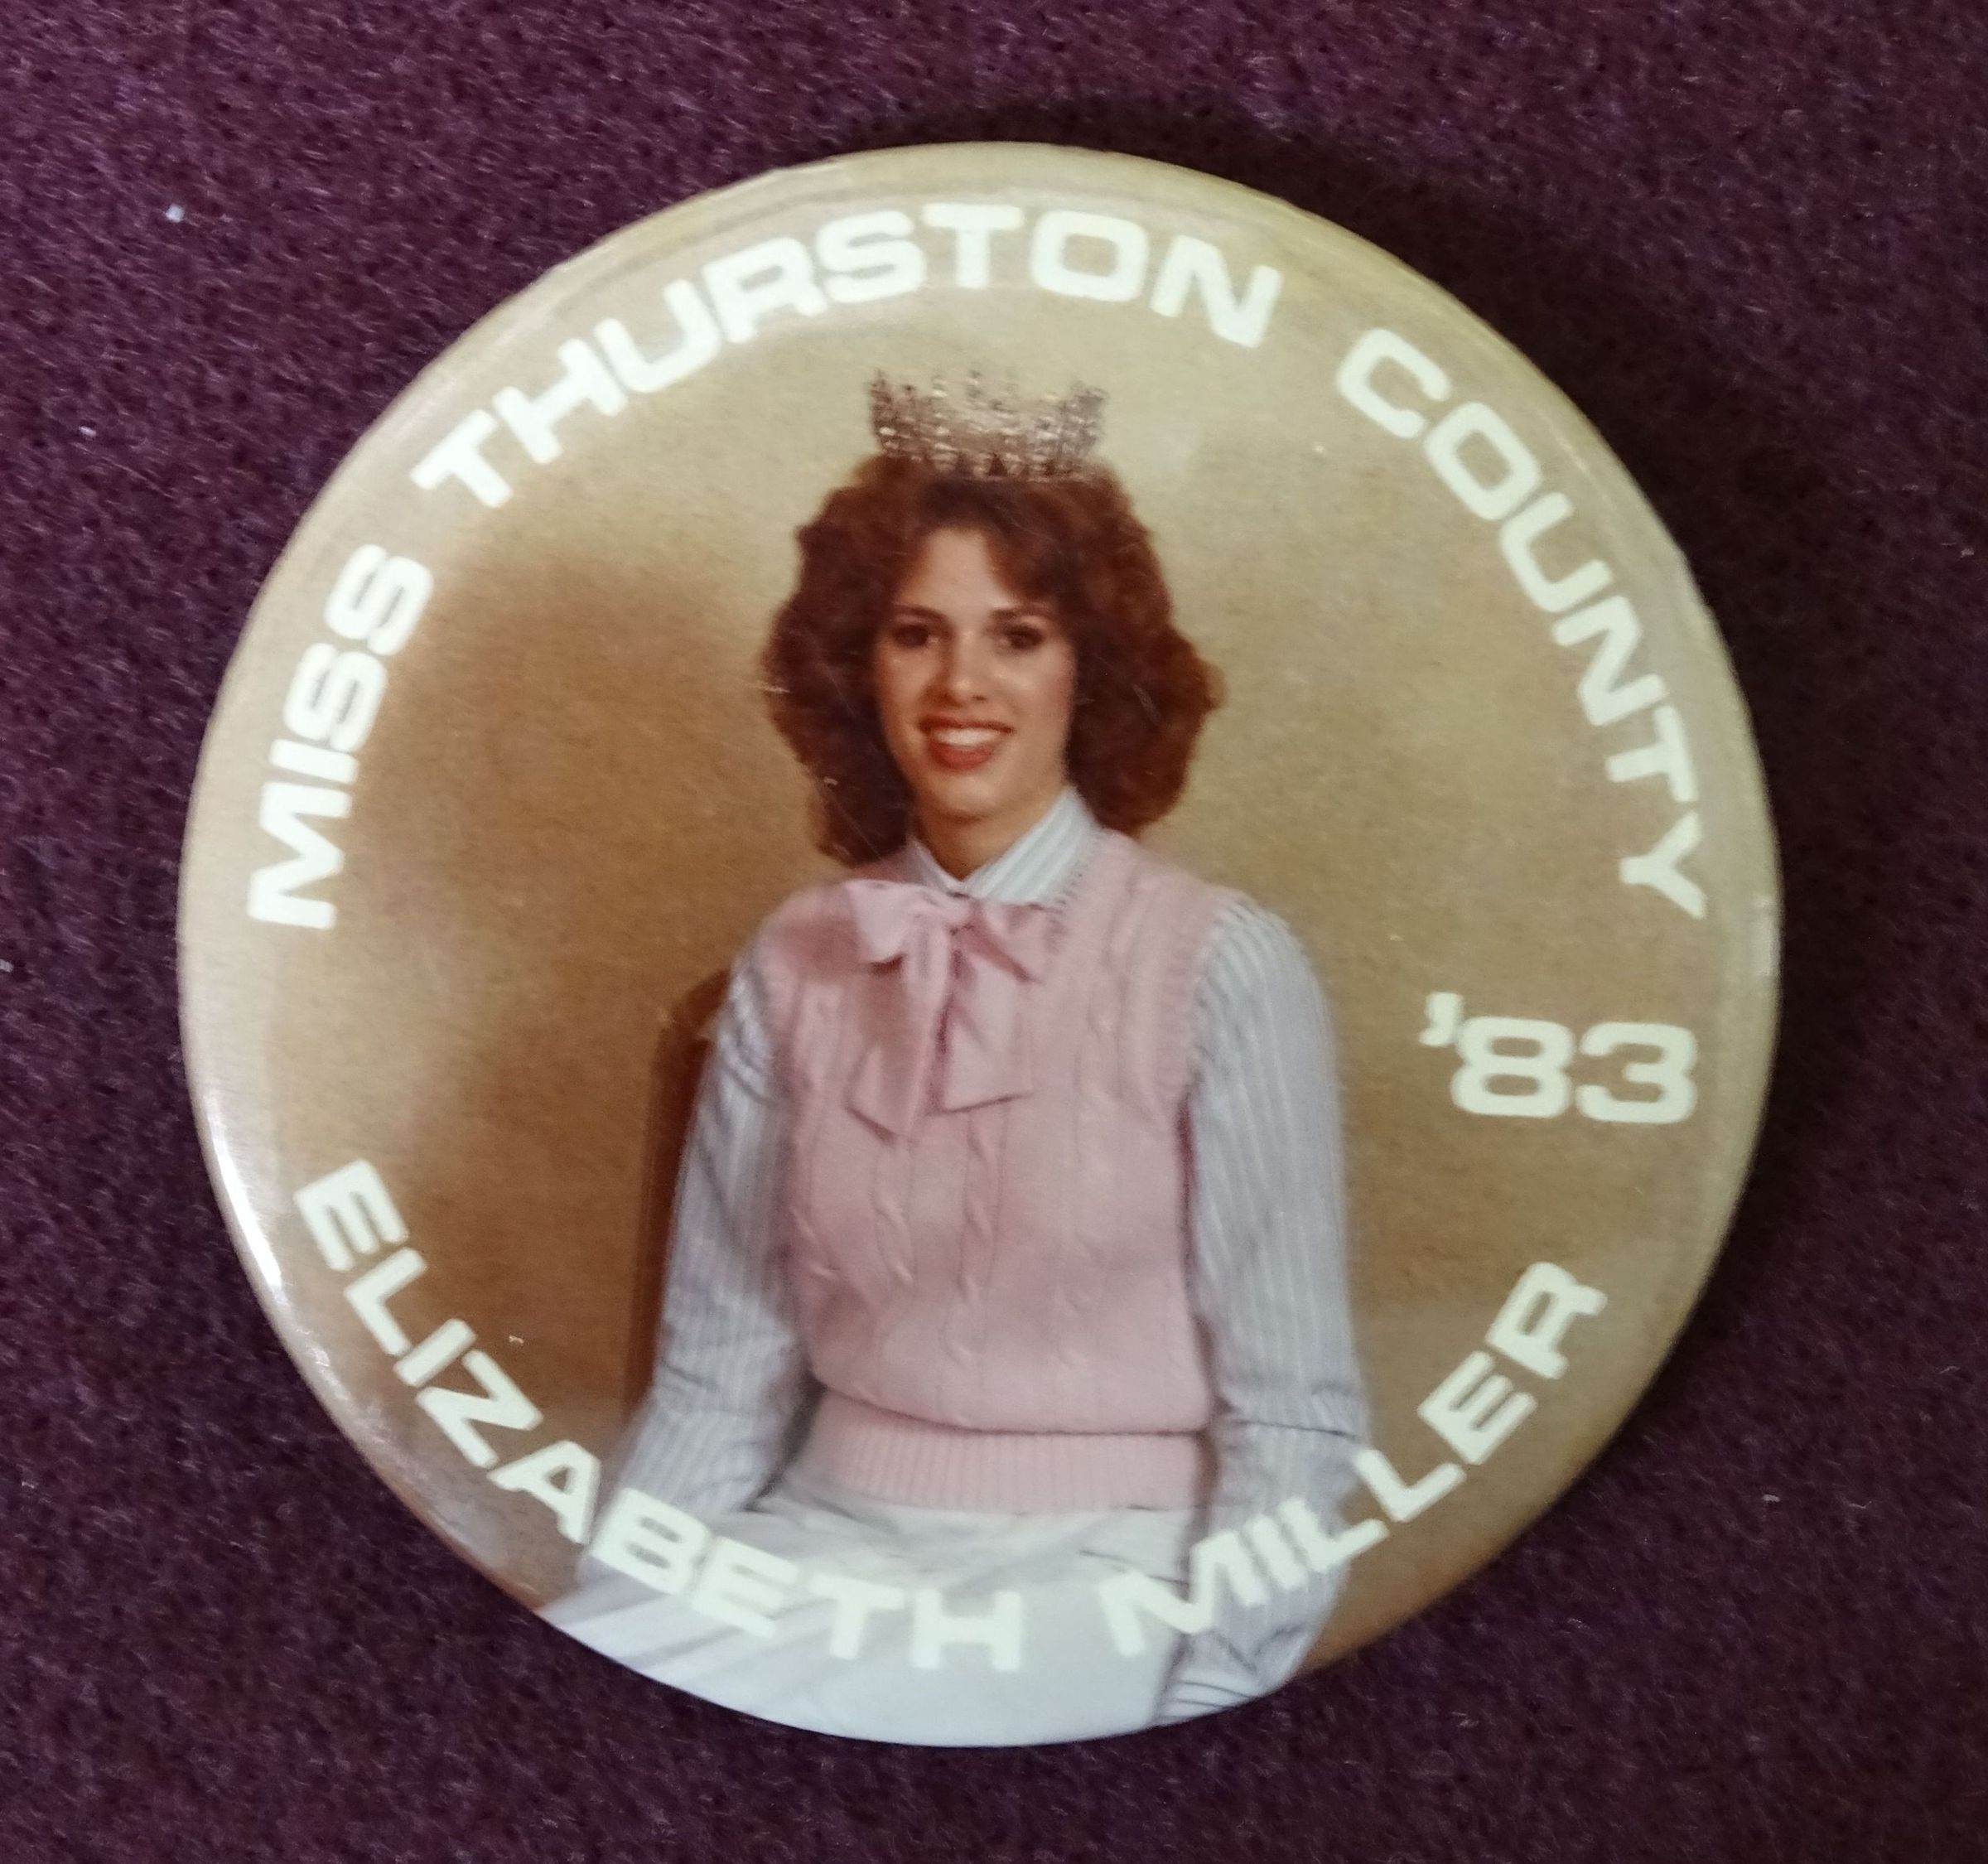 MISS THURSTON COUNTY
'83
ELIZABETH MILLER